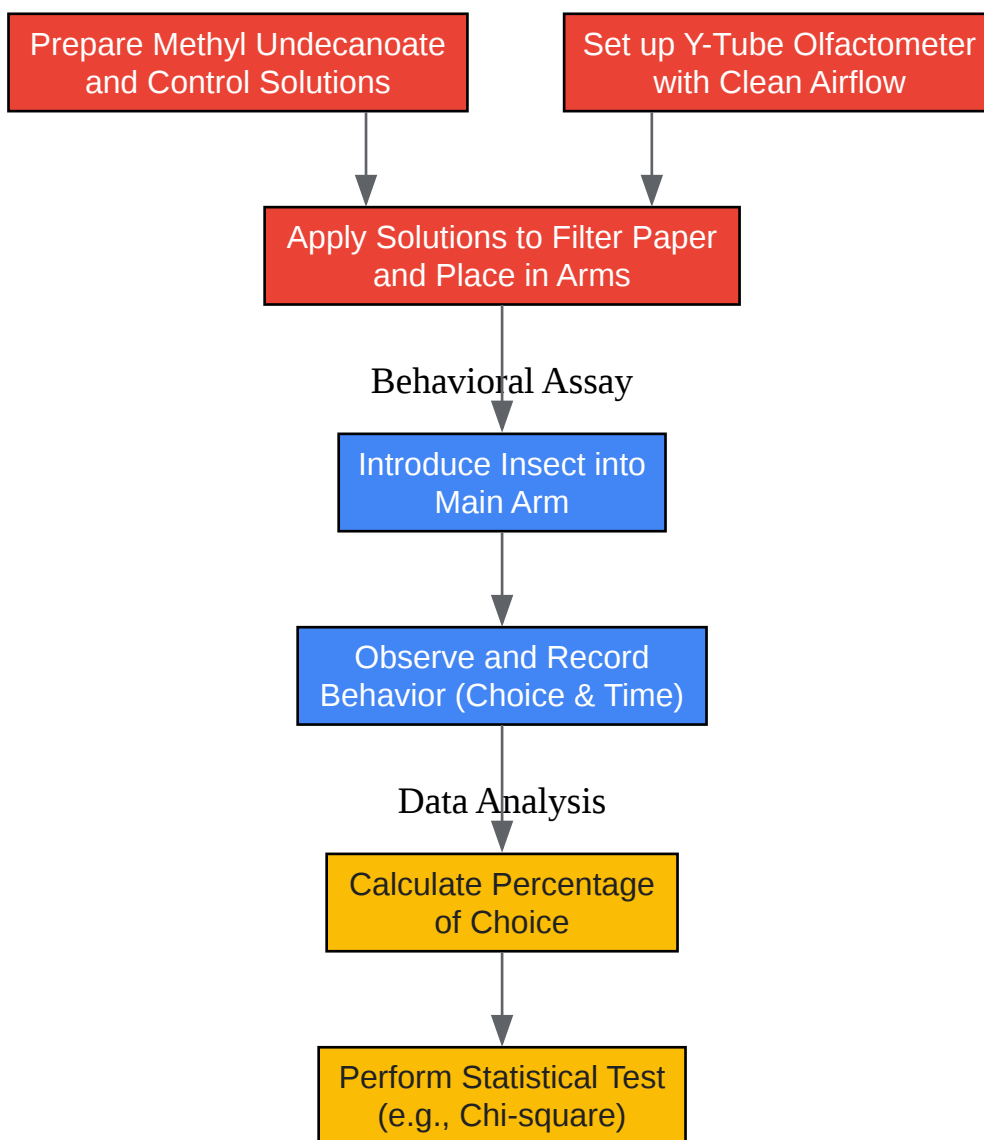 Prepare Methyl Undecanoate
and Control Solutions
Set up Y-Tube Olfactometer
with Clean Airflow
Apply Solutions to Filter Paper
and Place in Arms
Behavioral Assay
Introduce Insect into
Main Arm
Observe and Record
Behavior (Choice & Time)
Data Analysis
Calculate Percentage
of Choice
Perform Statistical Test
(e.g., Chi-square)